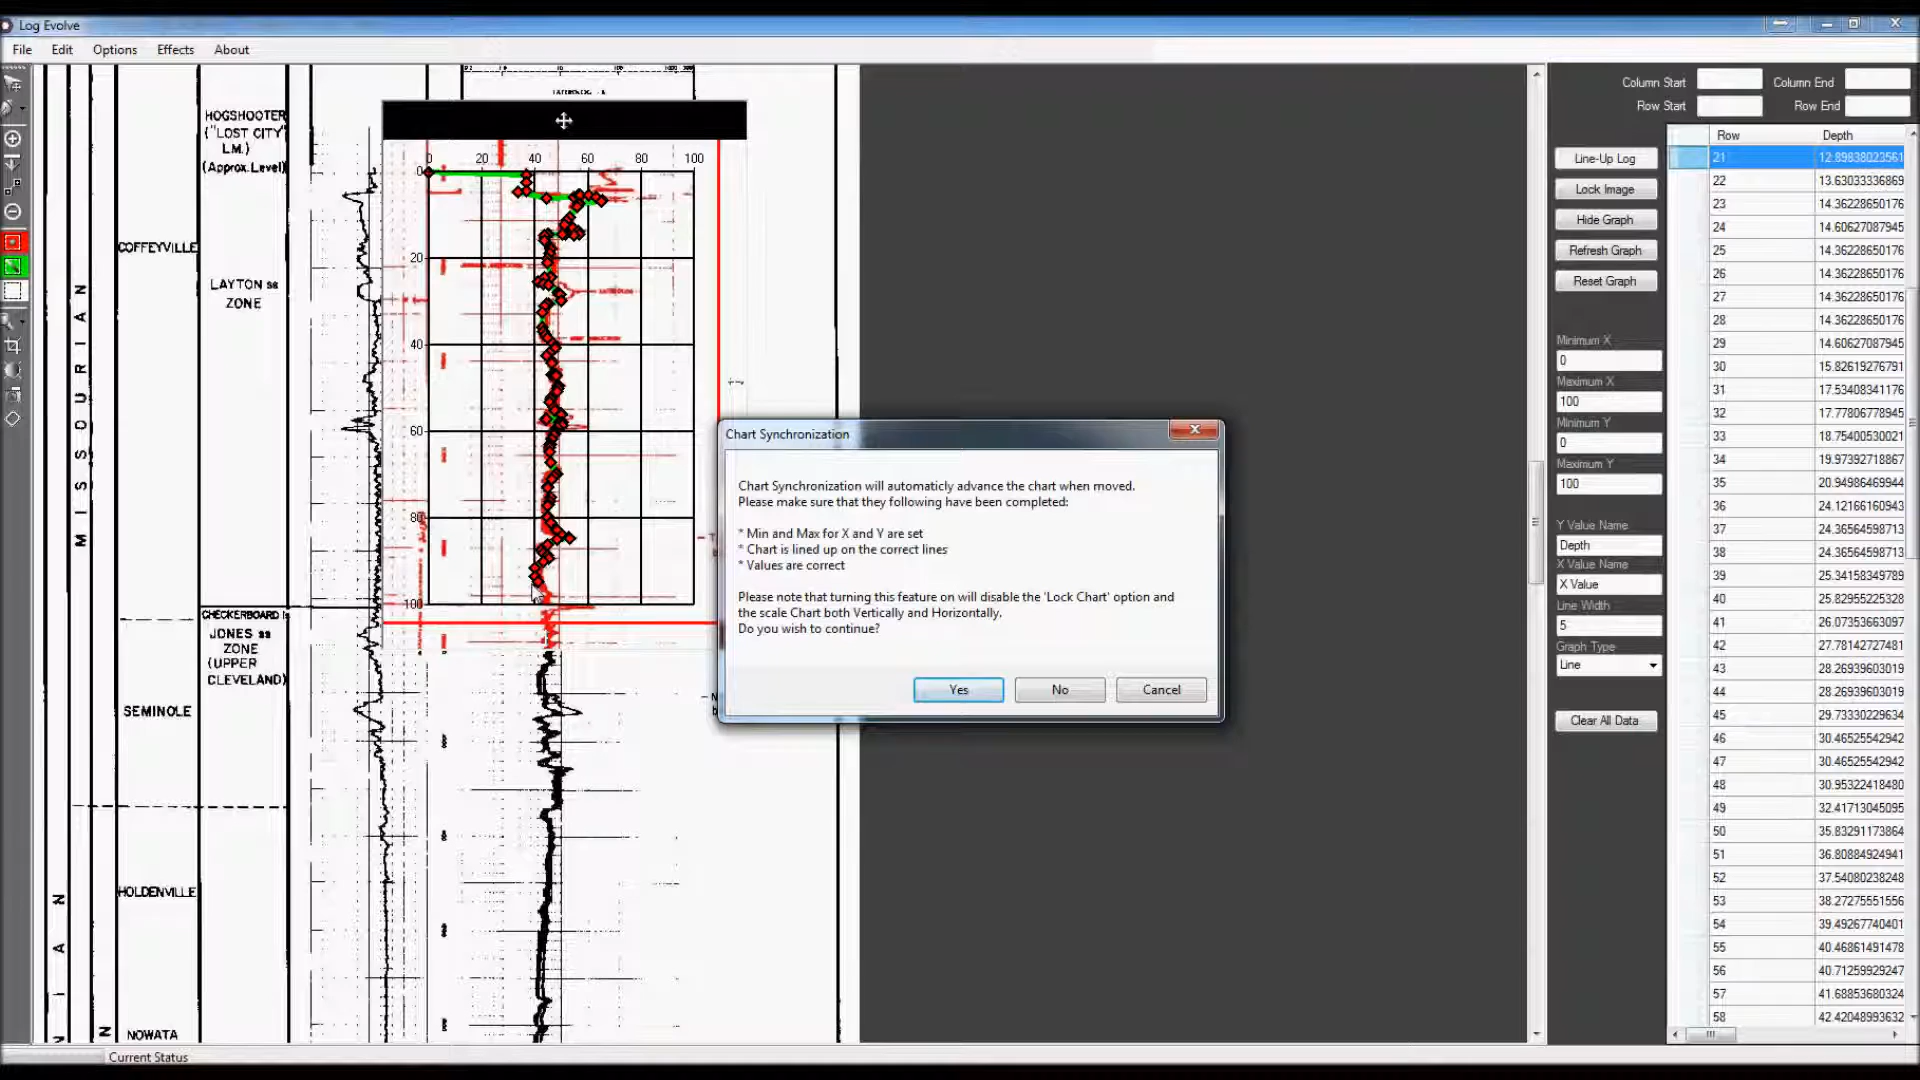 Log Evolve
File Edit Options Effects About
HOGSHOOTER
("LOST CITY"
L.M.)
(Approx. Level)
COFFEYVILLE
LAYTON ss
ZONE
MISSOURIAN
CHECKERBOARD
JONES ss
ZONE
(UPPER
CLEVELAND)
SEMINOLE
HOLDENVILLE
NOWATA
0 20 40 60 80 100
0
20
40
60
80
100
Chart Synchronization
Chart Synchronization will automaticly advance the chart when moved.
Please make sure that they following have been completed:
* Min and Max for X and Y are set
* Chart is lined up on the correct lines
* Values are correct
Please note that turning this feature on will disable the 'Lock Chart' option and
the scale Chart both Vertically and Horizontally.
Do you wish to continue?
Yes No Cancel
Column Start Column End
Row Start Row End
Line-Up Log
Lock Image
Hide Graph
Refresh Graph
Reset Graph
Minimum X
0
Maximum X
100
Minimum Y
0
Maximum Y
100
Y Value Name
Depth
X Value Name
X Value
Line Width
5
Graph Type
Line
Clear All Data
Row Depth
21 12.89838023561
22 13.63033336869
23 14.36228650176
24 14.60627087945
25 14.36228650176
26 14.36228650176
27 14.36228650176
28 14.36228650176
29 14.60627087945
30 15.82619276791
31 17.53408341176
32 17.77806778945
33 18.75400530021
34 19.97392718867
35 20.94986469944
36 24.12166160291
37 24.36564598713
38 24.36564598713
39 25.34158349789
40 25.82955225328
41 26.07353663097
42 27.78142727481
43 28.26939603019
44 28.26939603019
45 29.73330229634
46 30.46525542942
47 30.46525542942
48 30.95322418480
49 32.41713045095
50 35.83291173864
51 36.80884924941
52 37.54080238248
53 38.27275551556
54 39.49267740401
55 40.46861491478
56 40.71259929247
57 41.68853680324
58 42.42048993632
Current Status